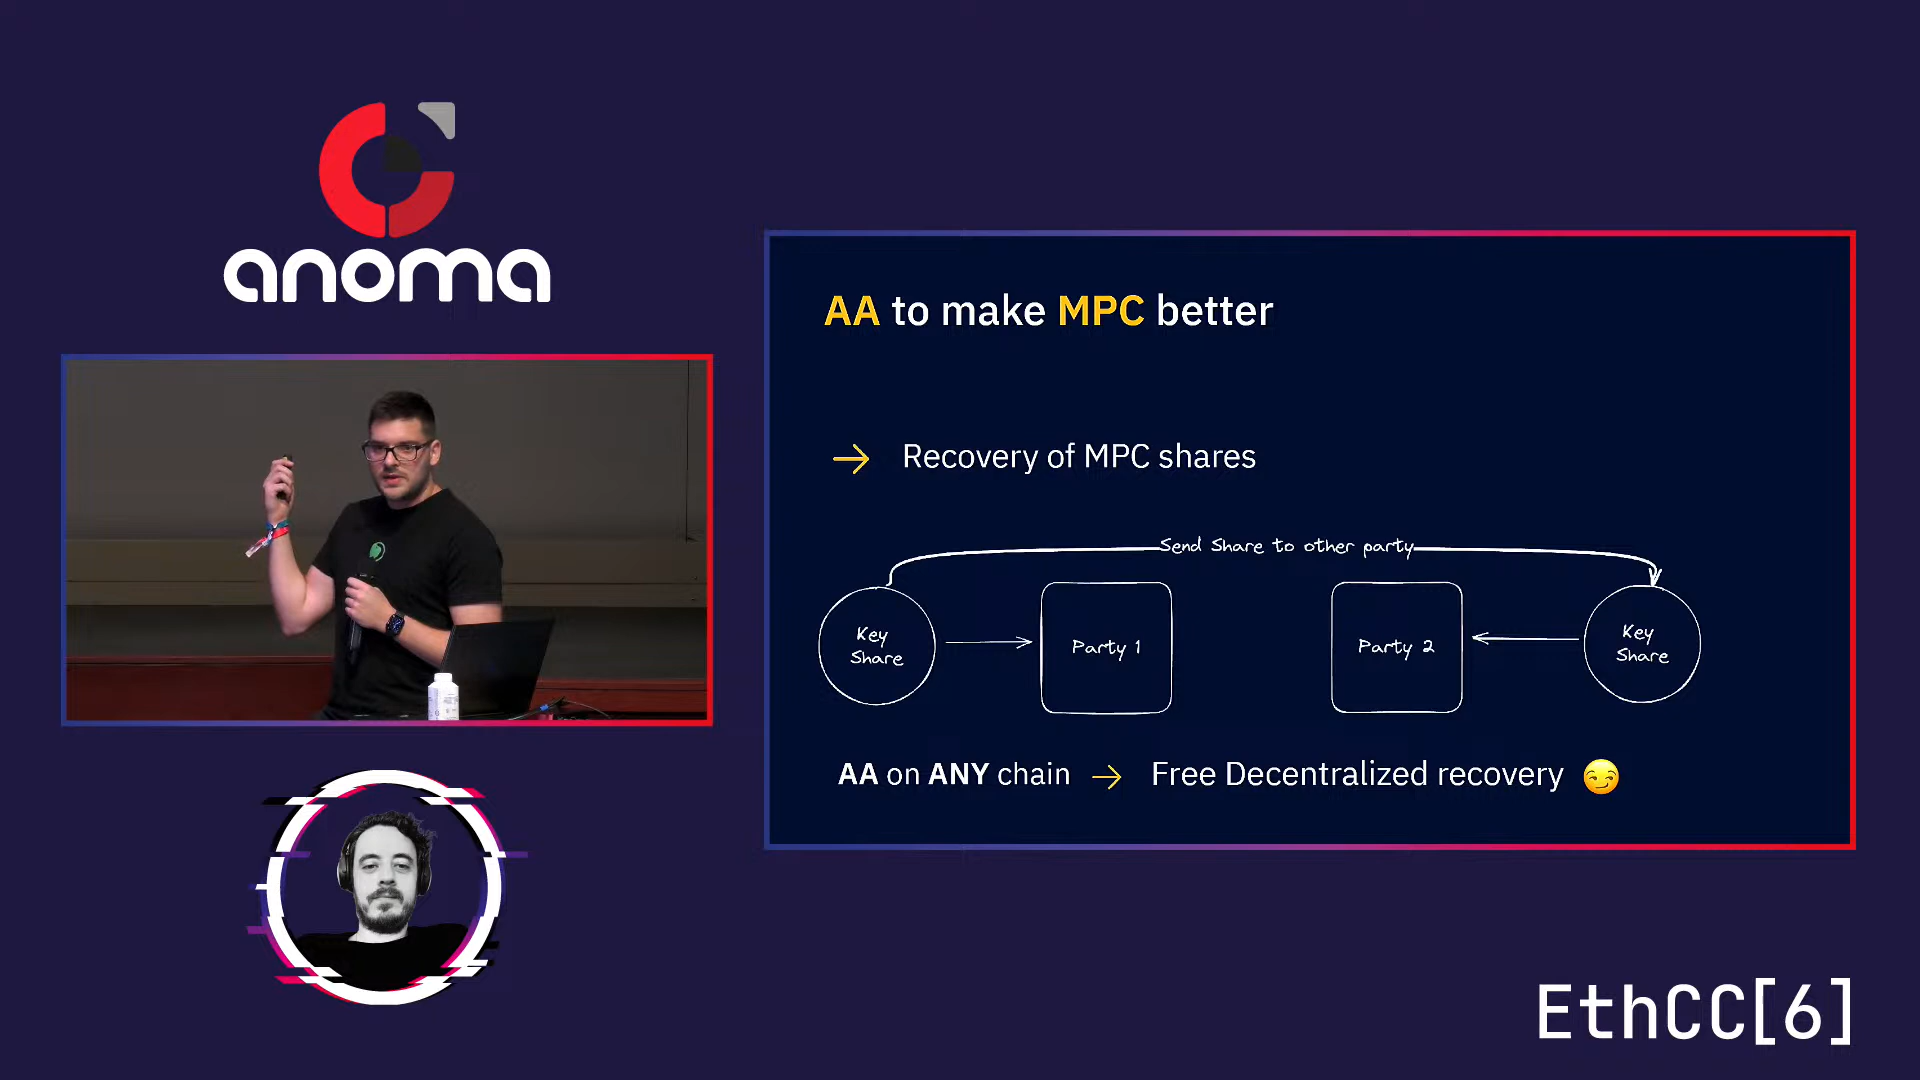 anoma
AA to make MPC better
→ Recovery of MPC shares
Send Share to other party
Key
Share
Party 1
Party 2
Key
Share
AA on ANY chain → Free Decentralized recovery 😏
EthCC[6]